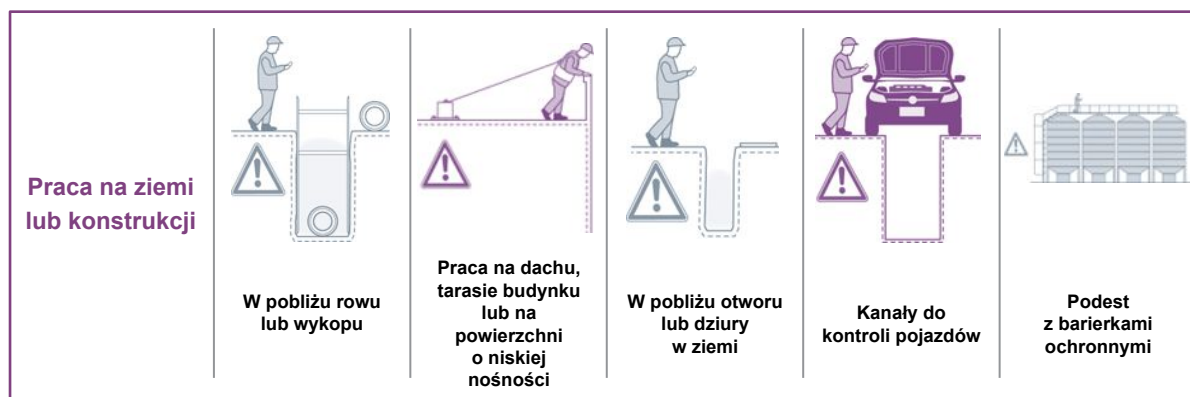 Praca na ziemi
lub konstrukcji
W pobliżu rowu
lub wykopu
Praca na dachu,
tarasie budynku
lub na
powierzchni
o niskiej
nośności
W pobliżu otworu
lub dziury
w ziemi
Kanały do
kontroli pojazdów
Podest
z barierkami
ochronnymi